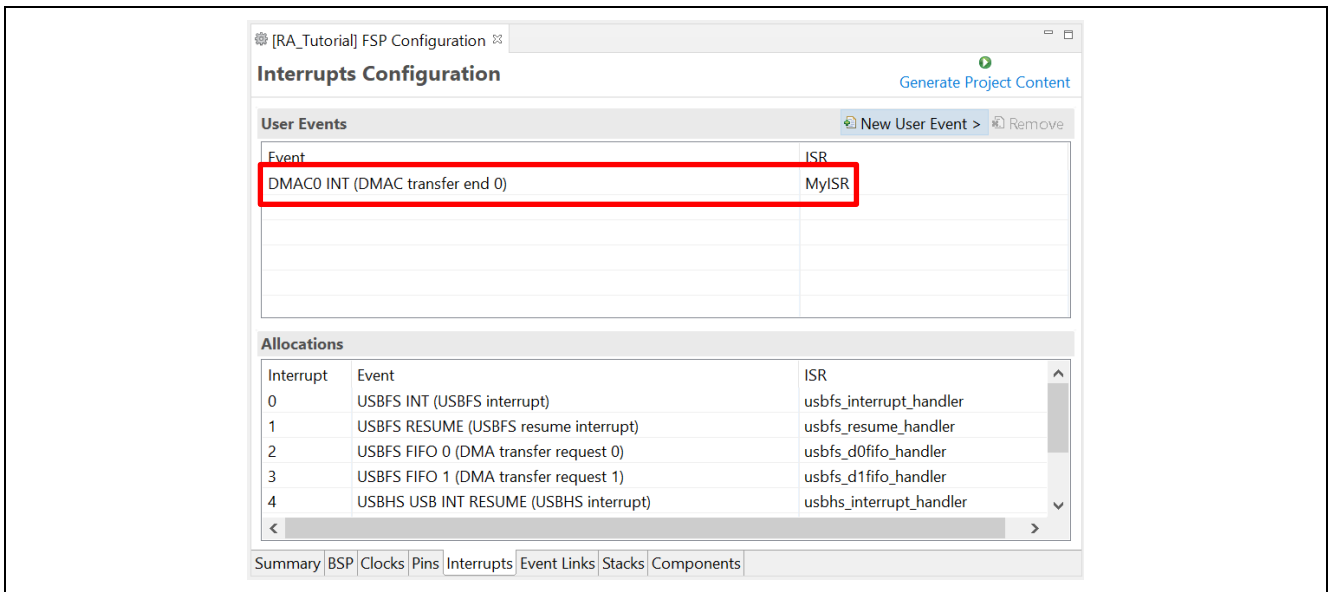 [RA_Tutorial] FSP Configuration
Interrupts Configuration
Generate Project Content
User Events New User Event > Remove
Event ISR
DMAC0 INT (DMAC transfer end 0) MyISR
Allocations
Interrupt Event ISR
0 USBFS INT (USBFS interrupt) usbfs_interrupt_handler
1 USBFS RESUME (USBFS resume interrupt) usbfs_resume_handler
2 USBFS FIFO 0 (DMA transfer request 0) usbfs_d0fifo_handler
3 USBFS FIFO 1 (DMA transfer request 1) usbfs_d1fifo_handler
4 USBHS USB INT RESUME (USBHS interrupt) usbhs_interrupt_handler
Summary BSP Clocks Pins Interrupts Event Links Stacks Components